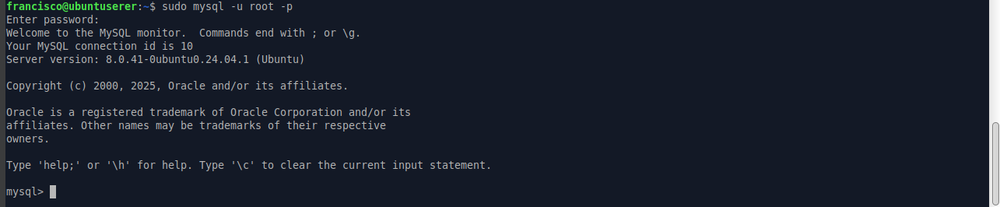 francisco@ubuntuserer:~$ sudo mysql -u root -p
Enter password:
Welcome to the MySQL monitor.  Commands end with ; or \g.
Your MySQL connection id is 10
Server version: 8.0.41-0ubuntu0.24.04.1 (Ubuntu)

Copyright (c) 2000, 2025, Oracle and/or its affiliates.

Oracle is a registered trademark of Oracle Corporation and/or its
affiliates. Other names may be trademarks of their respective
owners.

Type 'help;' or '\h' for help. Type '\c' to clear the current input statement.

mysql>